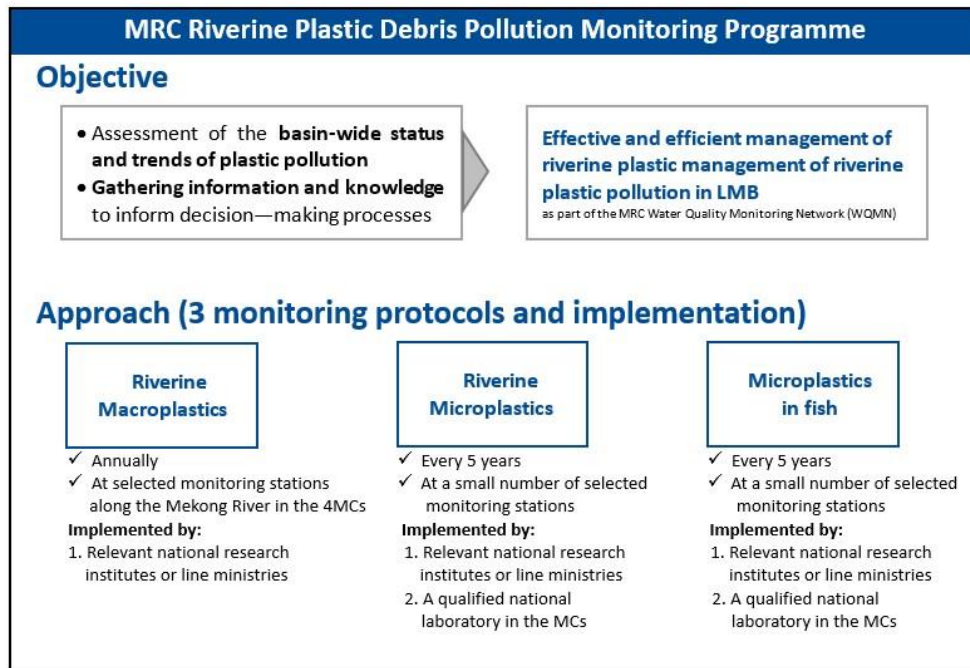 MRC Riverine Plastic Debris Pollution Monitoring Programme
Objective
• Assessment of the basin-wide status
and trends of plastic pollution
• Gathering information and knowledge
to inform decision—making processes
Effective and efficient management of
riverine plastic management of riverine
plastic pollution in LMB
as part of the MRC Water Quality Monitoring Network (WQMN)
Approach (3 monitoring protocols and implementation)
Riverine
Macroplastics
✓ Annually
✓ At selected monitoring stations
along the Mekong River in the 4MCs
Implemented by:
1. Relevant national research
institutes or line ministries
Riverine
Microplastics
✓ Every 5 years
✓ At a small number of selected
monitoring stations
Implemented by:
1. Relevant national research
institutes or line ministries
2. A qualified national
laboratory in the MCs
Microplastics
in fish
✓ Every 5 years
✓ At a small number of selected
monitoring stations
Implemented by:
1. Relevant national research
institutes or line ministries
2. A qualified national
laboratory in the MCs